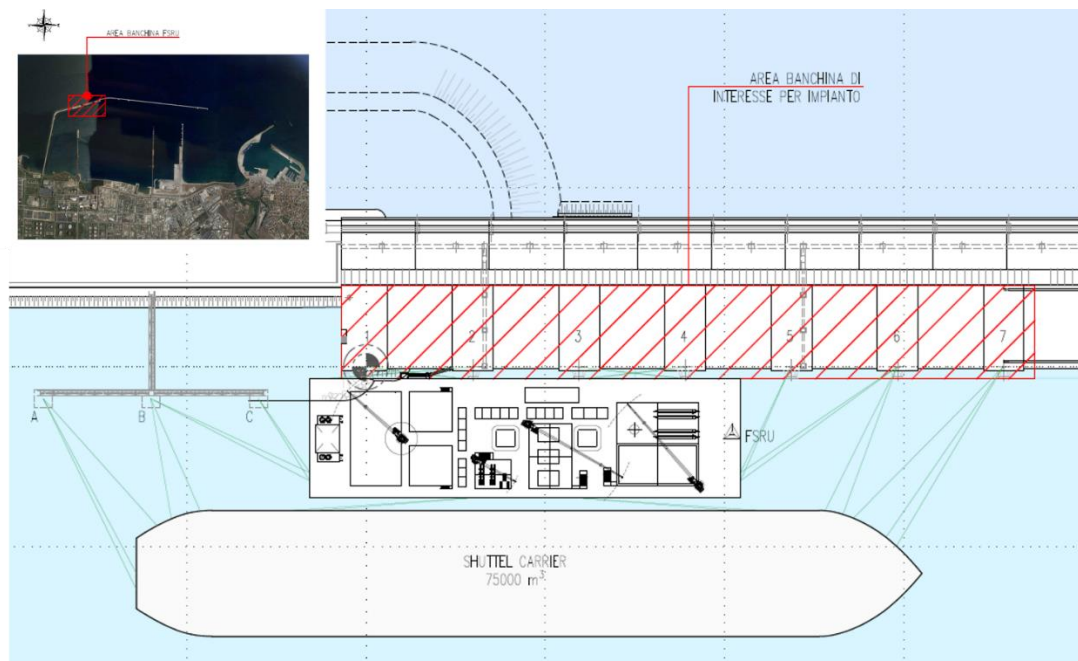 AREA BANCHINA FSRU
AREA BANCHINA DI
INTERESSE PER IMPIANTO
1
2
3
4
5
6
7
A
B
C
FSRU
SHUTTEL CARRIER
75000 m³